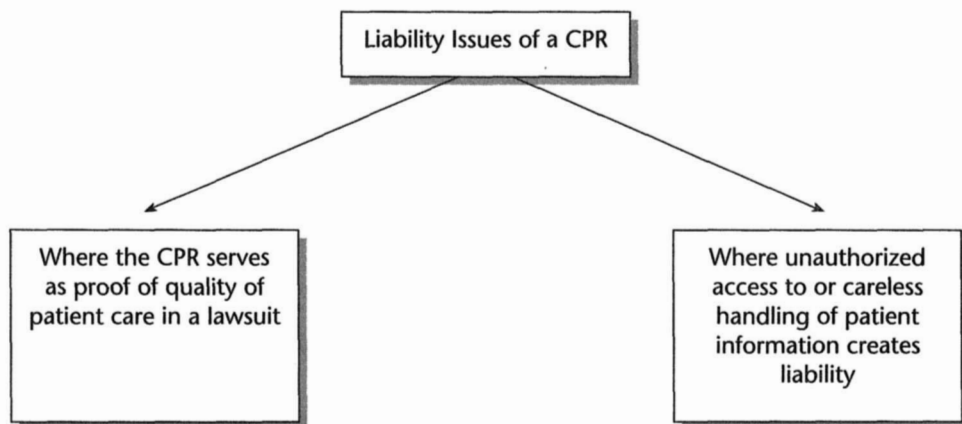 Liability Issues of a CPR
Where the CPR serves
as proof of quality of
patient care in a lawsuit
Where unauthorized
access to or careless
handling of patient
information creates
liability